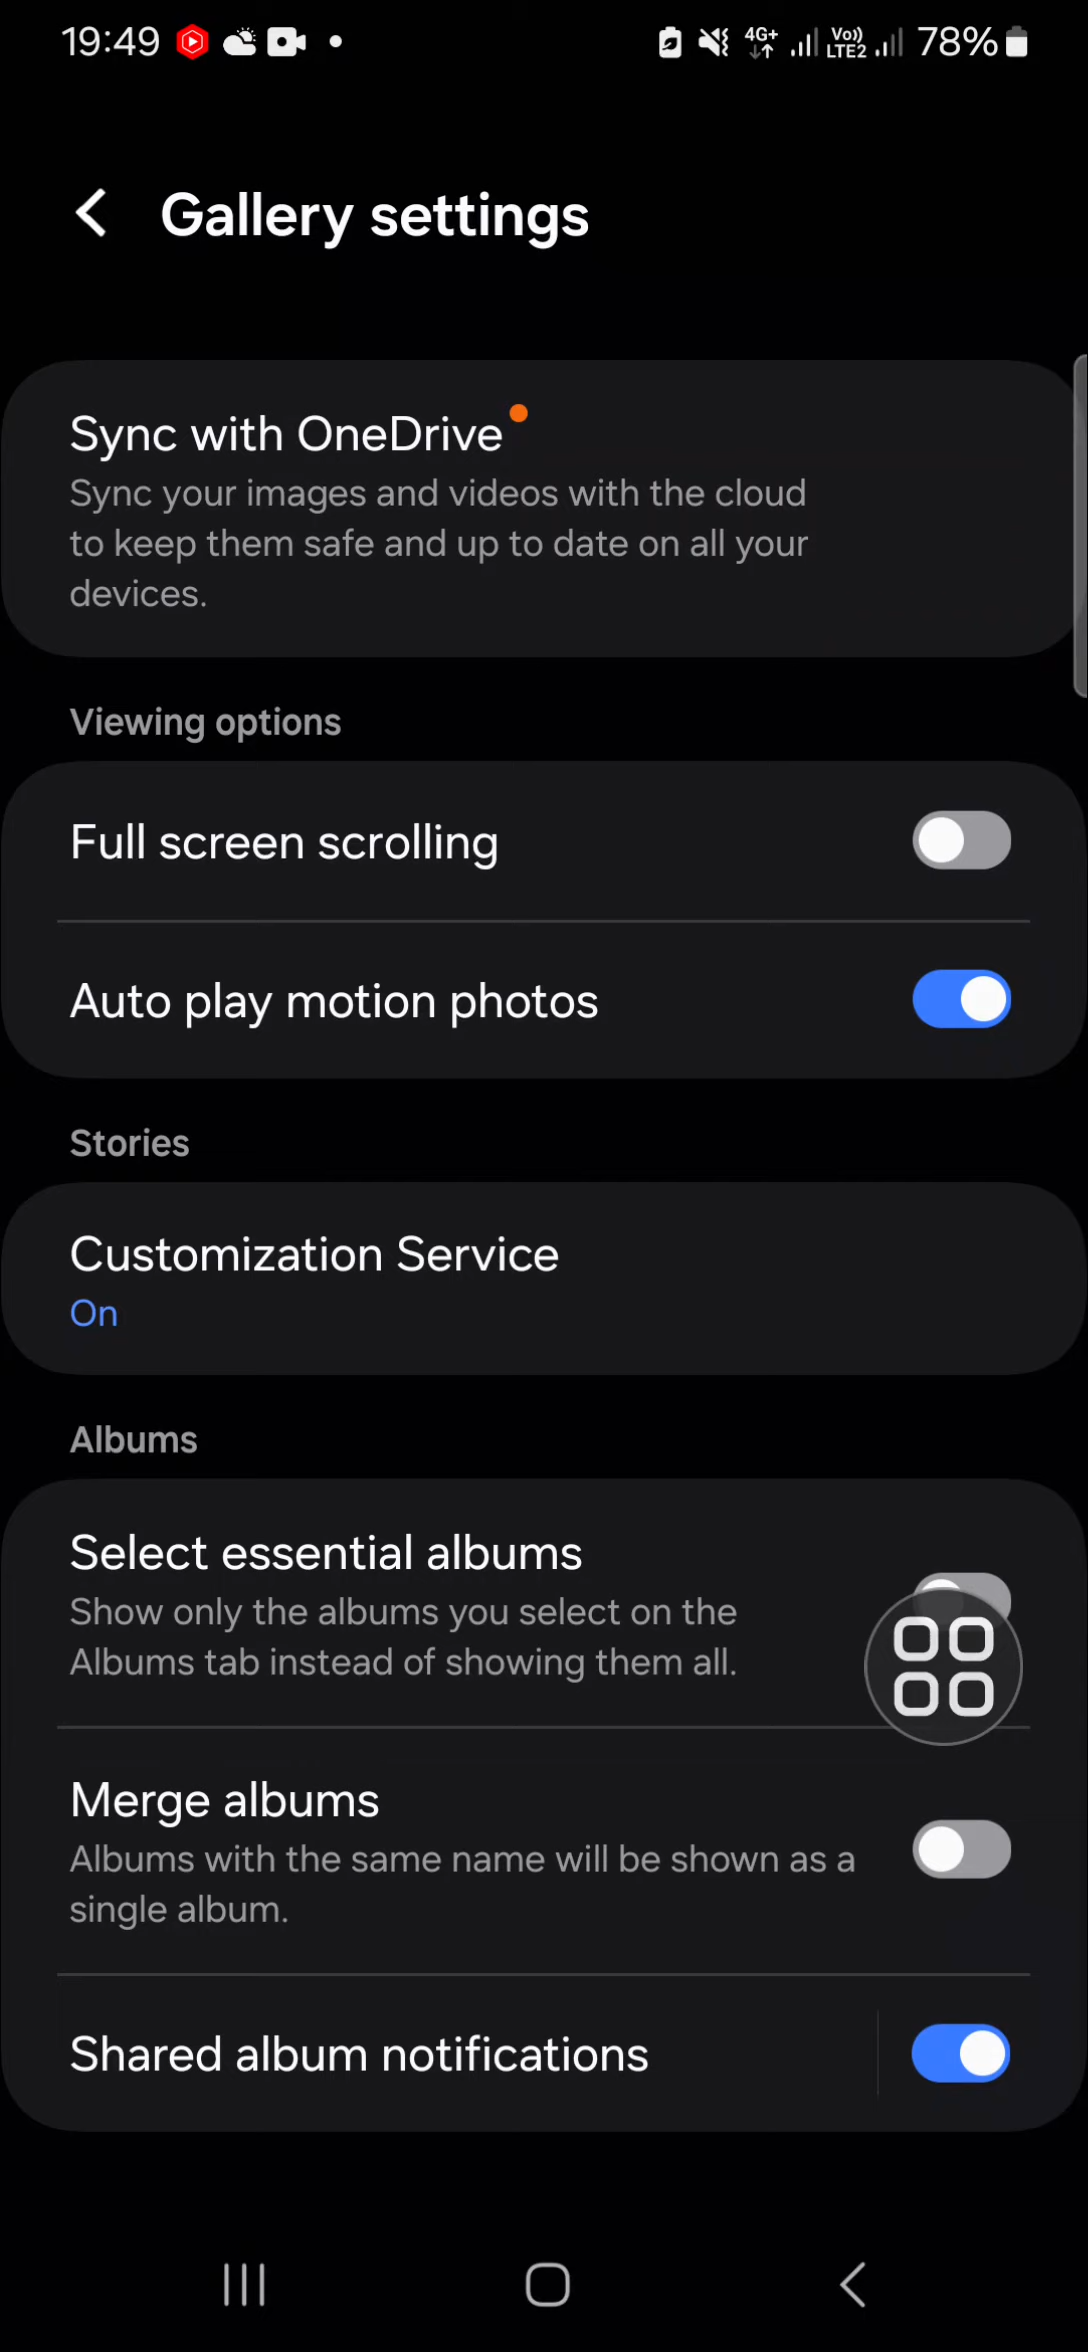 19:49
4G+
Vo))
LTE2
78%
Gallery settings
Sync with OneDrive
Sync your images and videos with the cloud
to keep them safe and up to date on all your
devices.
Viewing options
Full screen scrolling
Auto play motion photos
Stories
Customization Service
On
Albums
Select essential albums
Show only the albums you select on the
Albums tab instead of showing them all.
Merge albums
Albums with the same name will be shown as a
single album.
Shared album notifications